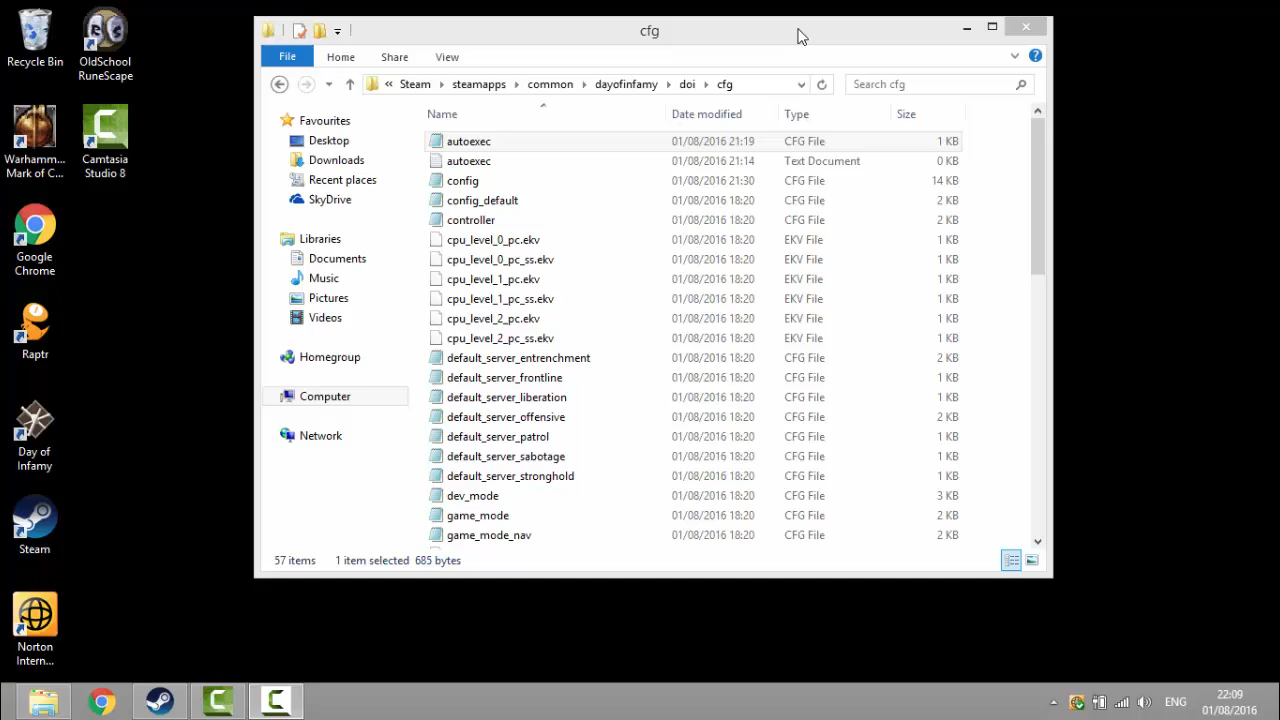 Recycle Bin
OldSchool
RuneScape
Warhamm...
Mark of C...
Camtasia
Studio 8
Google
Chrome
Raptr
Day of
Infamy
Steam
Norton
Intern...
cfg
File Home Share View
« Steam steamapps common dayofinfamy doi cfg
Search cfg
Favourites
Desktop
Downloads
Recent places
SkyDrive
Libraries
Documents
Music
Pictures
Videos
Homegroup
Computer
Network
Name Date modified Type Size
autoexec 01/08/2016 21:19 CFG File 1 KB
autoexec 01/08/2016 21:14 Text Document 0 KB
config 01/08/2016 21:30 CFG File 14 KB
config_default 01/08/2016 18:20 CFG File 2 KB
controller 01/08/2016 18:20 CFG File 2 KB
cpu_level_0_pc.ekv 01/08/2016 18:20 EKV File 1 KB
cpu_level_0_pc_ss.ekv 01/08/2016 18:20 EKV File 1 KB
cpu_level_1_pc.ekv 01/08/2016 18:20 EKV File 1 KB
cpu_level_1_pc_ss.ekv 01/08/2016 18:20 EKV File 1 KB
cpu_level_2_pc.ekv 01/08/2016 18:20 EKV File 1 KB
cpu_level_2_pc_ss.ekv 01/08/2016 18:20 EKV File 1 KB
default_server_entrenchment 01/08/2016 18:20 CFG File 2 KB
default_server_frontline 01/08/2016 18:20 CFG File 1 KB
default_server_liberation 01/08/2016 18:20 CFG File 1 KB
default_server_offensive 01/08/2016 18:20 CFG File 2 KB
default_server_patrol 01/08/2016 18:20 CFG File 1 KB
default_server_sabotage 01/08/2016 18:20 CFG File 1 KB
default_server_stronghold 01/08/2016 18:20 CFG File 1 KB
dev_mode 01/08/2016 18:20 CFG File 3 KB
game_mode 01/08/2016 18:20 CFG File 2 KB
game_mode_nav 01/08/2016 18:20 CFG File 2 KB
57 items 1 item selected 685 bytes
ENG
22:09
01/08/2016